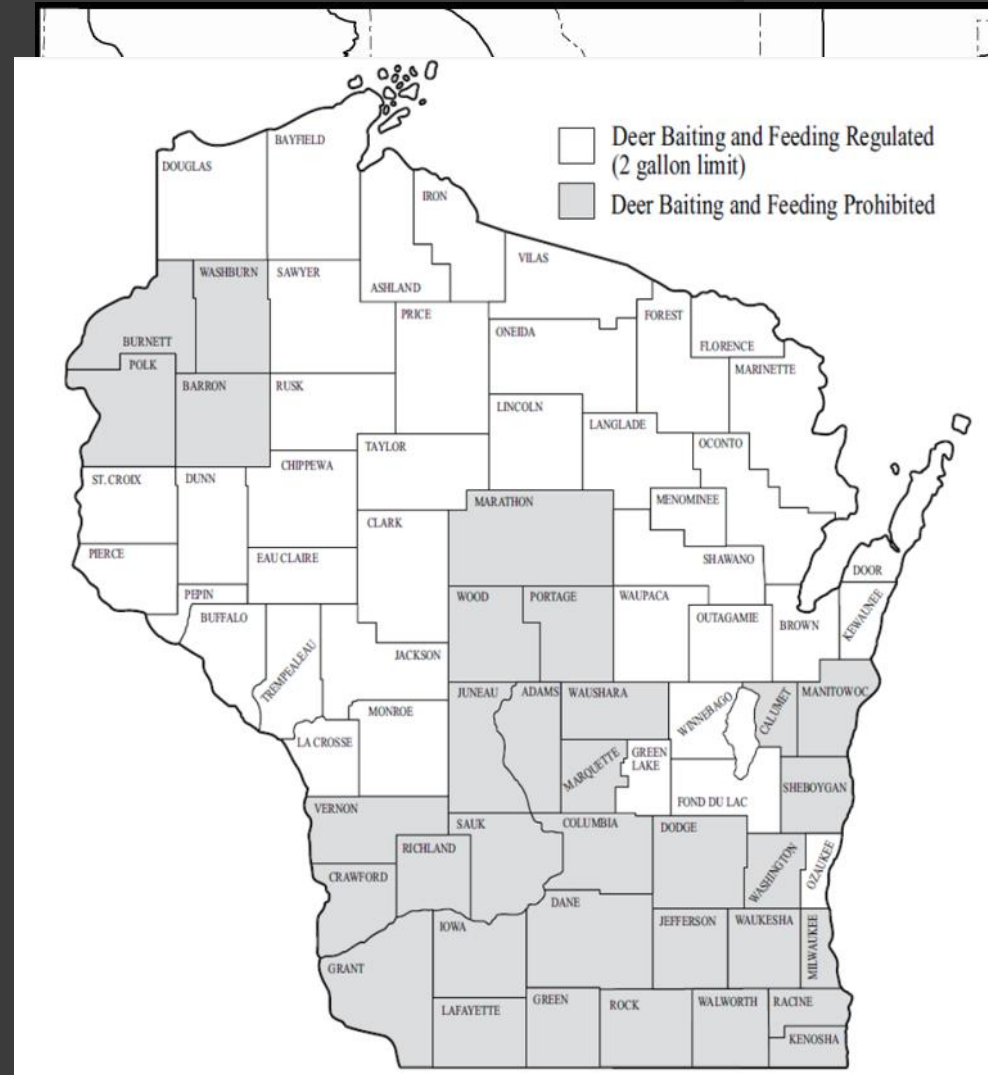 BAYFIELD
Deer Baiting and Feeding Regulated
(2 gallon limit)
Deer Baiting and Feeding Prohibited
DOUGLAS
IRON
VILAS
WASHBURN
SAWYER
ASHLAND
PRICE
FOREST
ONEIDA
BURNETT
FLORENCE
POLK
MARINETTE
BARRON
RUSK
LINCOLN
LANGLADE
TAYLOR
OCONTO
CHIPPEWA
ST. CROIX
DUNN
MARATHON
MENOMINEE
CLARK
PIERCE
EAU CLAIRE
SHAWANO
DOOR
PEPIN
WOOD
PORTAGE
WAUPACA
BUFFALO
OUTAGAMIE
BROWN
KEWAUNEE
JACKSON
TREMPEALEAU
JUNEAU
ADAMS
WAUSHARA
WINNEBAGO
CALUMET
MANITOWOC
MONROE
LA CROSSE
MARQUETTE
GREEN
LAKE
SHEBOYGAN
FOND DU LAC
VERNON
SAUK
COLUMBIA
DODGE
RICHLAND
WASHINGTON
OZAUKEE
CRAWFORD
DANE
IOWA
JEFFERSON
WAUKESHA
MILWAUKEE
GRANT
LAFAYETTE
GREEN
ROCK
WALWORTH
RACINE
KENOSHA